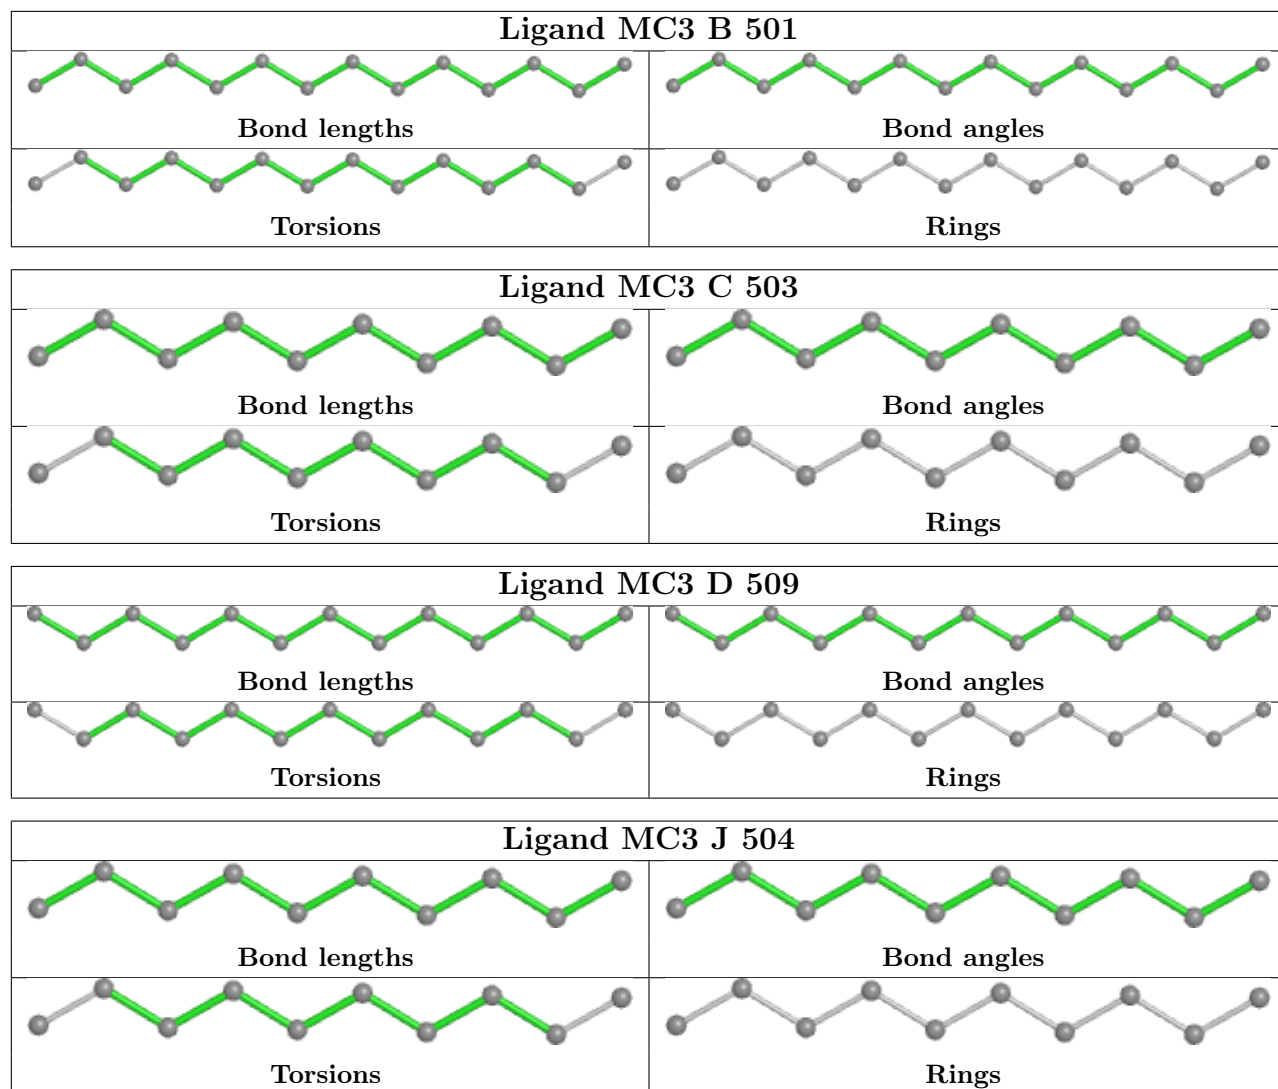 Ligand MC3 B 501
Bond lengths Bond angles
Torsions Rings
Ligand MC3 C 503
Bond lengths Bond angles
Torsions Rings
Ligand MC3 D 509
Bond lengths Bond angles
Torsions Rings
Ligand MC3 J 504
Bond lengths Bond angles
Torsions Rings